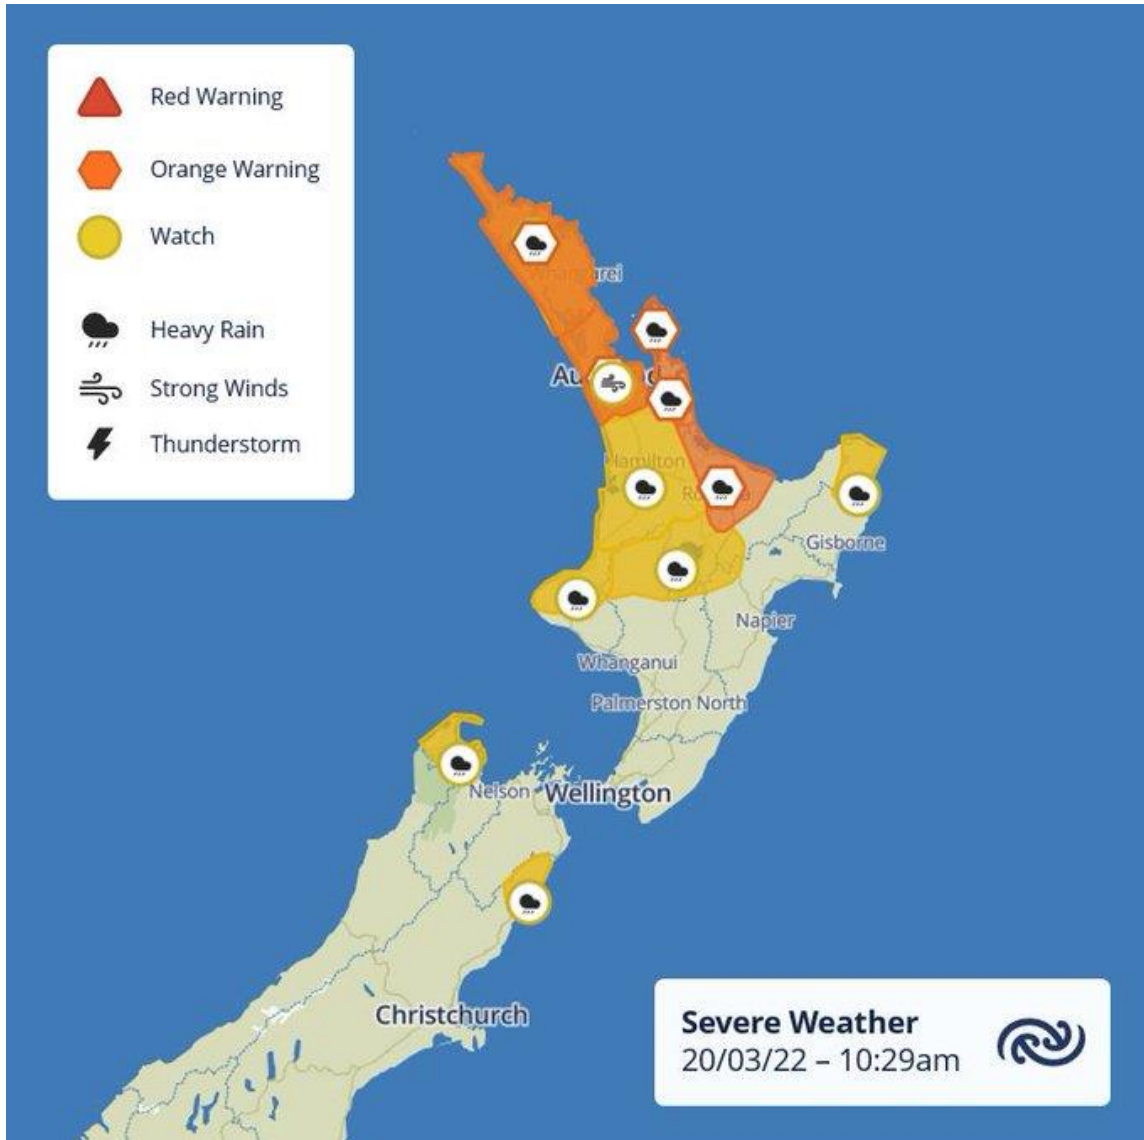 Red Warning
Orange Warning
Watch
Heavy Rain
Strong Winds
Thunderstorm
Whangarei
Hamilton
Gisborne
Napier
Whanganui
Palmerston North
Nelson
Wellington
Christchurch
Severe Weather
20/03/22 – 10:29am